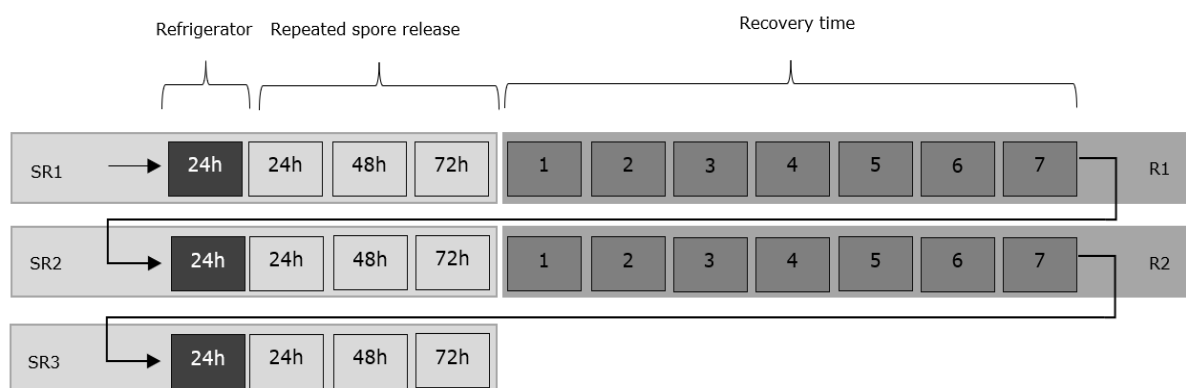 Refrigerator Repeated spore release Recovery time
SR1 24h 24h 48h 72h 1 2 3 4 5 6 7 R1
SR2 24h 24h 48h 72h 1 2 3 4 5 6 7 R2
SR3 24h 24h 48h 72h